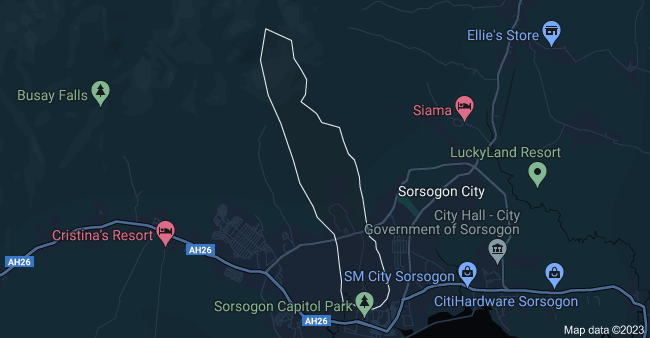 Ellie's Store
Busay Falls
Siama
LuckyLand Resort
Sorsogon City
City Hall - City
Government of Sorsogon
Cristina's Resort
AH26
AH26
SM City Sorsogon
CitiHardware Sorsogon
Sorsogon Capitol Park
AH26
Map data ©2023